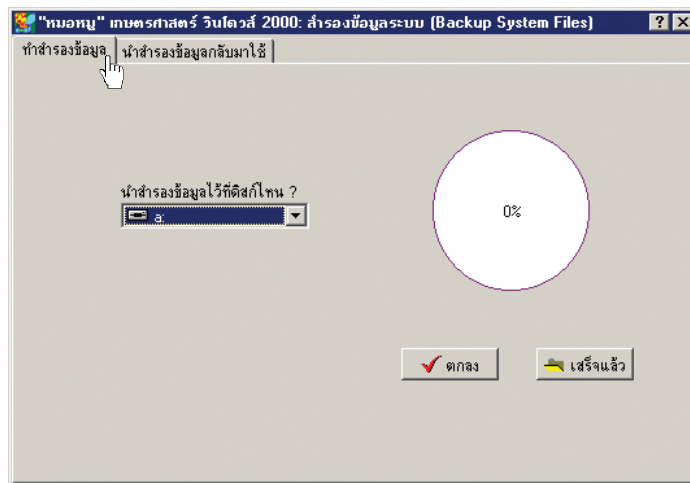 "หมอหมู" เกษตรศาสตร์ วินโดวส์ 2000: สำรองข้อมูลระบบ (Backup System Files)
ทำสำรองข้อมูล นำสำรองข้อมูลกลับมาใช้
นำสำรองข้อมูลไว้ที่ดิสก์ไหน ?
a:
0%
ตกลง เสร็จแล้ว